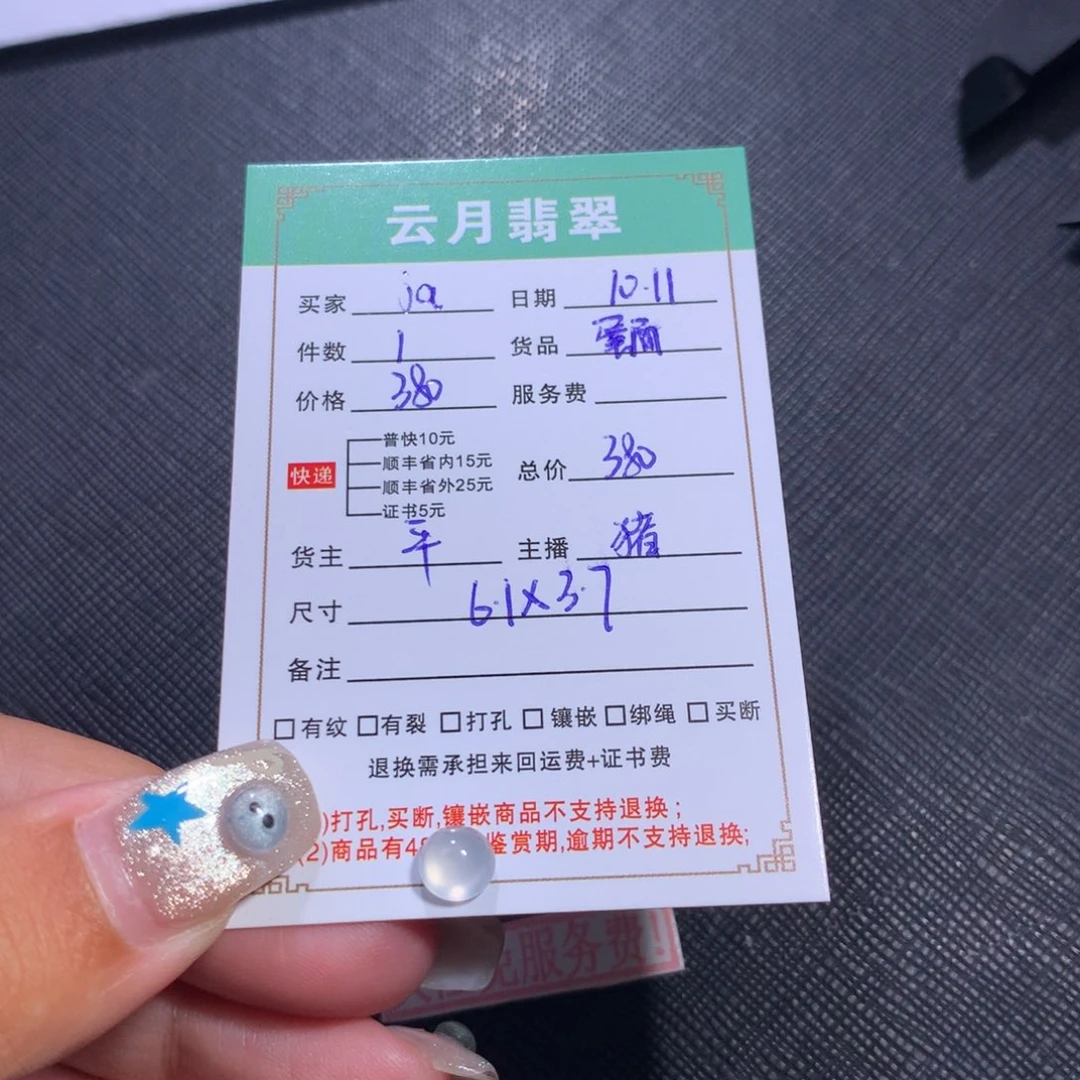 云月翡翠
买家 ja 日期 10.11
件数 1 货品 蛋面
价格 380 服务费
普快10元
顺丰省内15元
快递 总价 380
顺丰省外25元
证书5元
货主 平 主播 猪
尺寸 6.1x3.7
备注
□有纹 □有裂 □打孔 □镶嵌 □绑绳 □买断
退换需承担来回运费+证书费
)打孔,买断,镶嵌商品不支持退换;
(2)商品有48 鉴赏期,逾期不支持退换;
免服务费!